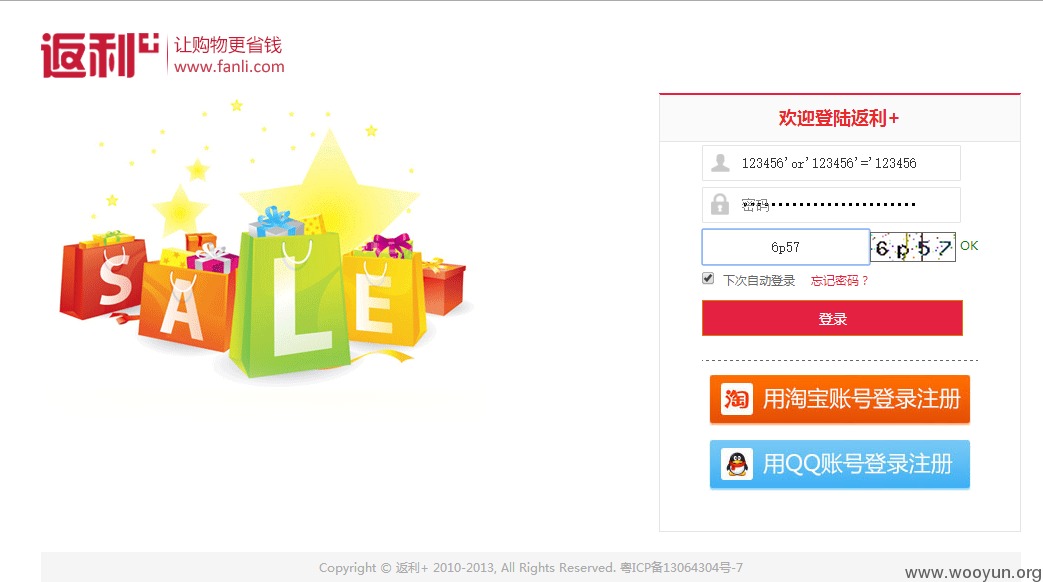 返利+
让购物更省钱
www.fanli.com
SALE
欢迎登陆返利+
123456'or'123456'='123456
密码
6p57
6p57 OK
下次自动登录 忘记密码？
登录
淘 用淘宝账号登录注册
用QQ账号登录注册
Copyright © 返利+ 2010-2013, All Rights Reserved. 粤ICP备13064304号-7
www.wooyun.org